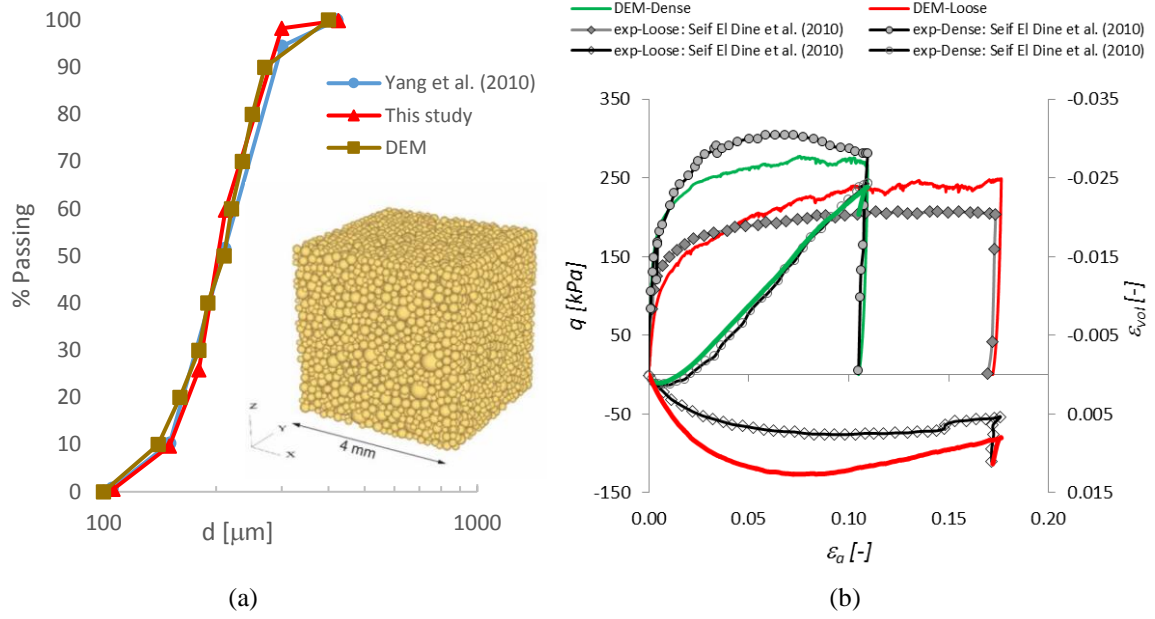 100
90
80
70
60
50
40
30
20
10
0
% Passing
Yang et al. (2010)
This study
DEM
Z
Y
X
4 mm
100
1000
d [μm]
(a)
DEM-Dense
DEM-Loose
exp-Loose: Seif El Dine et al. (2010)
exp-Dense: Seif El Dine et al. (2010)
exp-Loose: Seif El Dine et al. (2010)
exp-Dense: Seif El Dine et al. (2010)
350
250
150
50
-50
-150
q [kPa]
-0.035
-0.025
-0.015
-0.005
0.005
0.015
εvol [-]
0.00
0.05
0.10
0.15
0.20
εa [-]
(b)